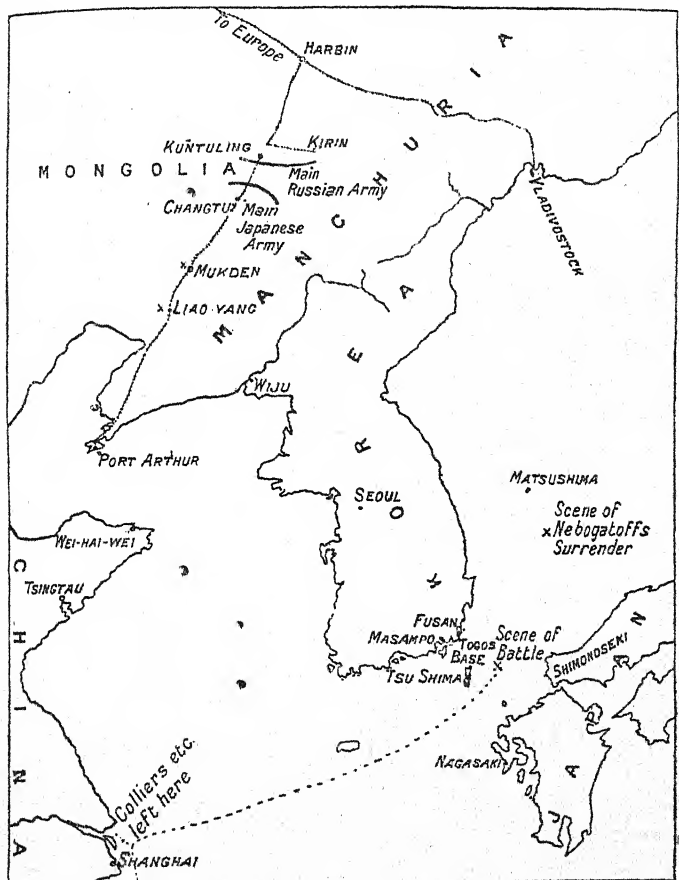 To Europe
HARBIN
MANCHURIA
KUNTULING
KIRIN
MONGOLIA
Main
Russian Army
CHANGTU
Main
Japanese
Army
VLADIVOSTOCK
MUKDEN
LIAO-YANG
KOREA
WIJU
PORT ARTHUR
MATSUSHIMA
SEOUL
Scene of
x Nebogatoffs
Surrender
WEI-HAI-WEI
TSINGTAU
CHINA
FUSAN
MASAMPO
TOGOS
BASE
Scene of
Battle
TSU SHIMA
SHIMONOSEKI
JAPAN
NAGASAKI
Colliers etc.
left here
SHANGHAI